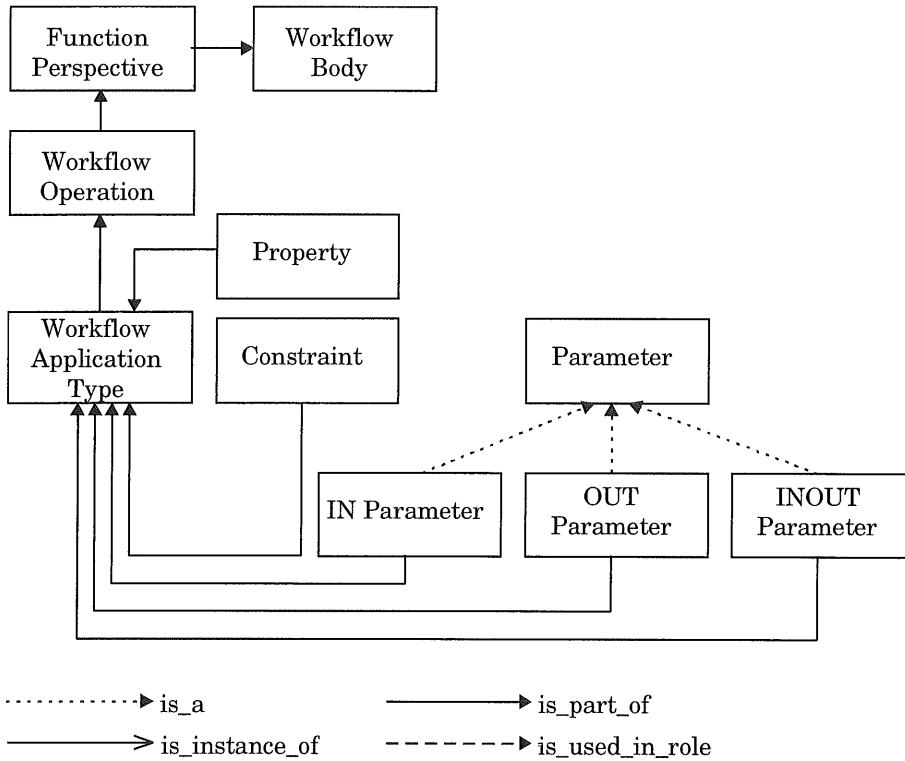 Function
Perspective
Workflow
Body
Workflow
Operation
Property
Workflow
Application
Type
Constraint
Parameter
IN Parameter
OUT
Parameter
INOUT
Parameter
is_a
is_part_of
is_instance_of
is_used_in_role